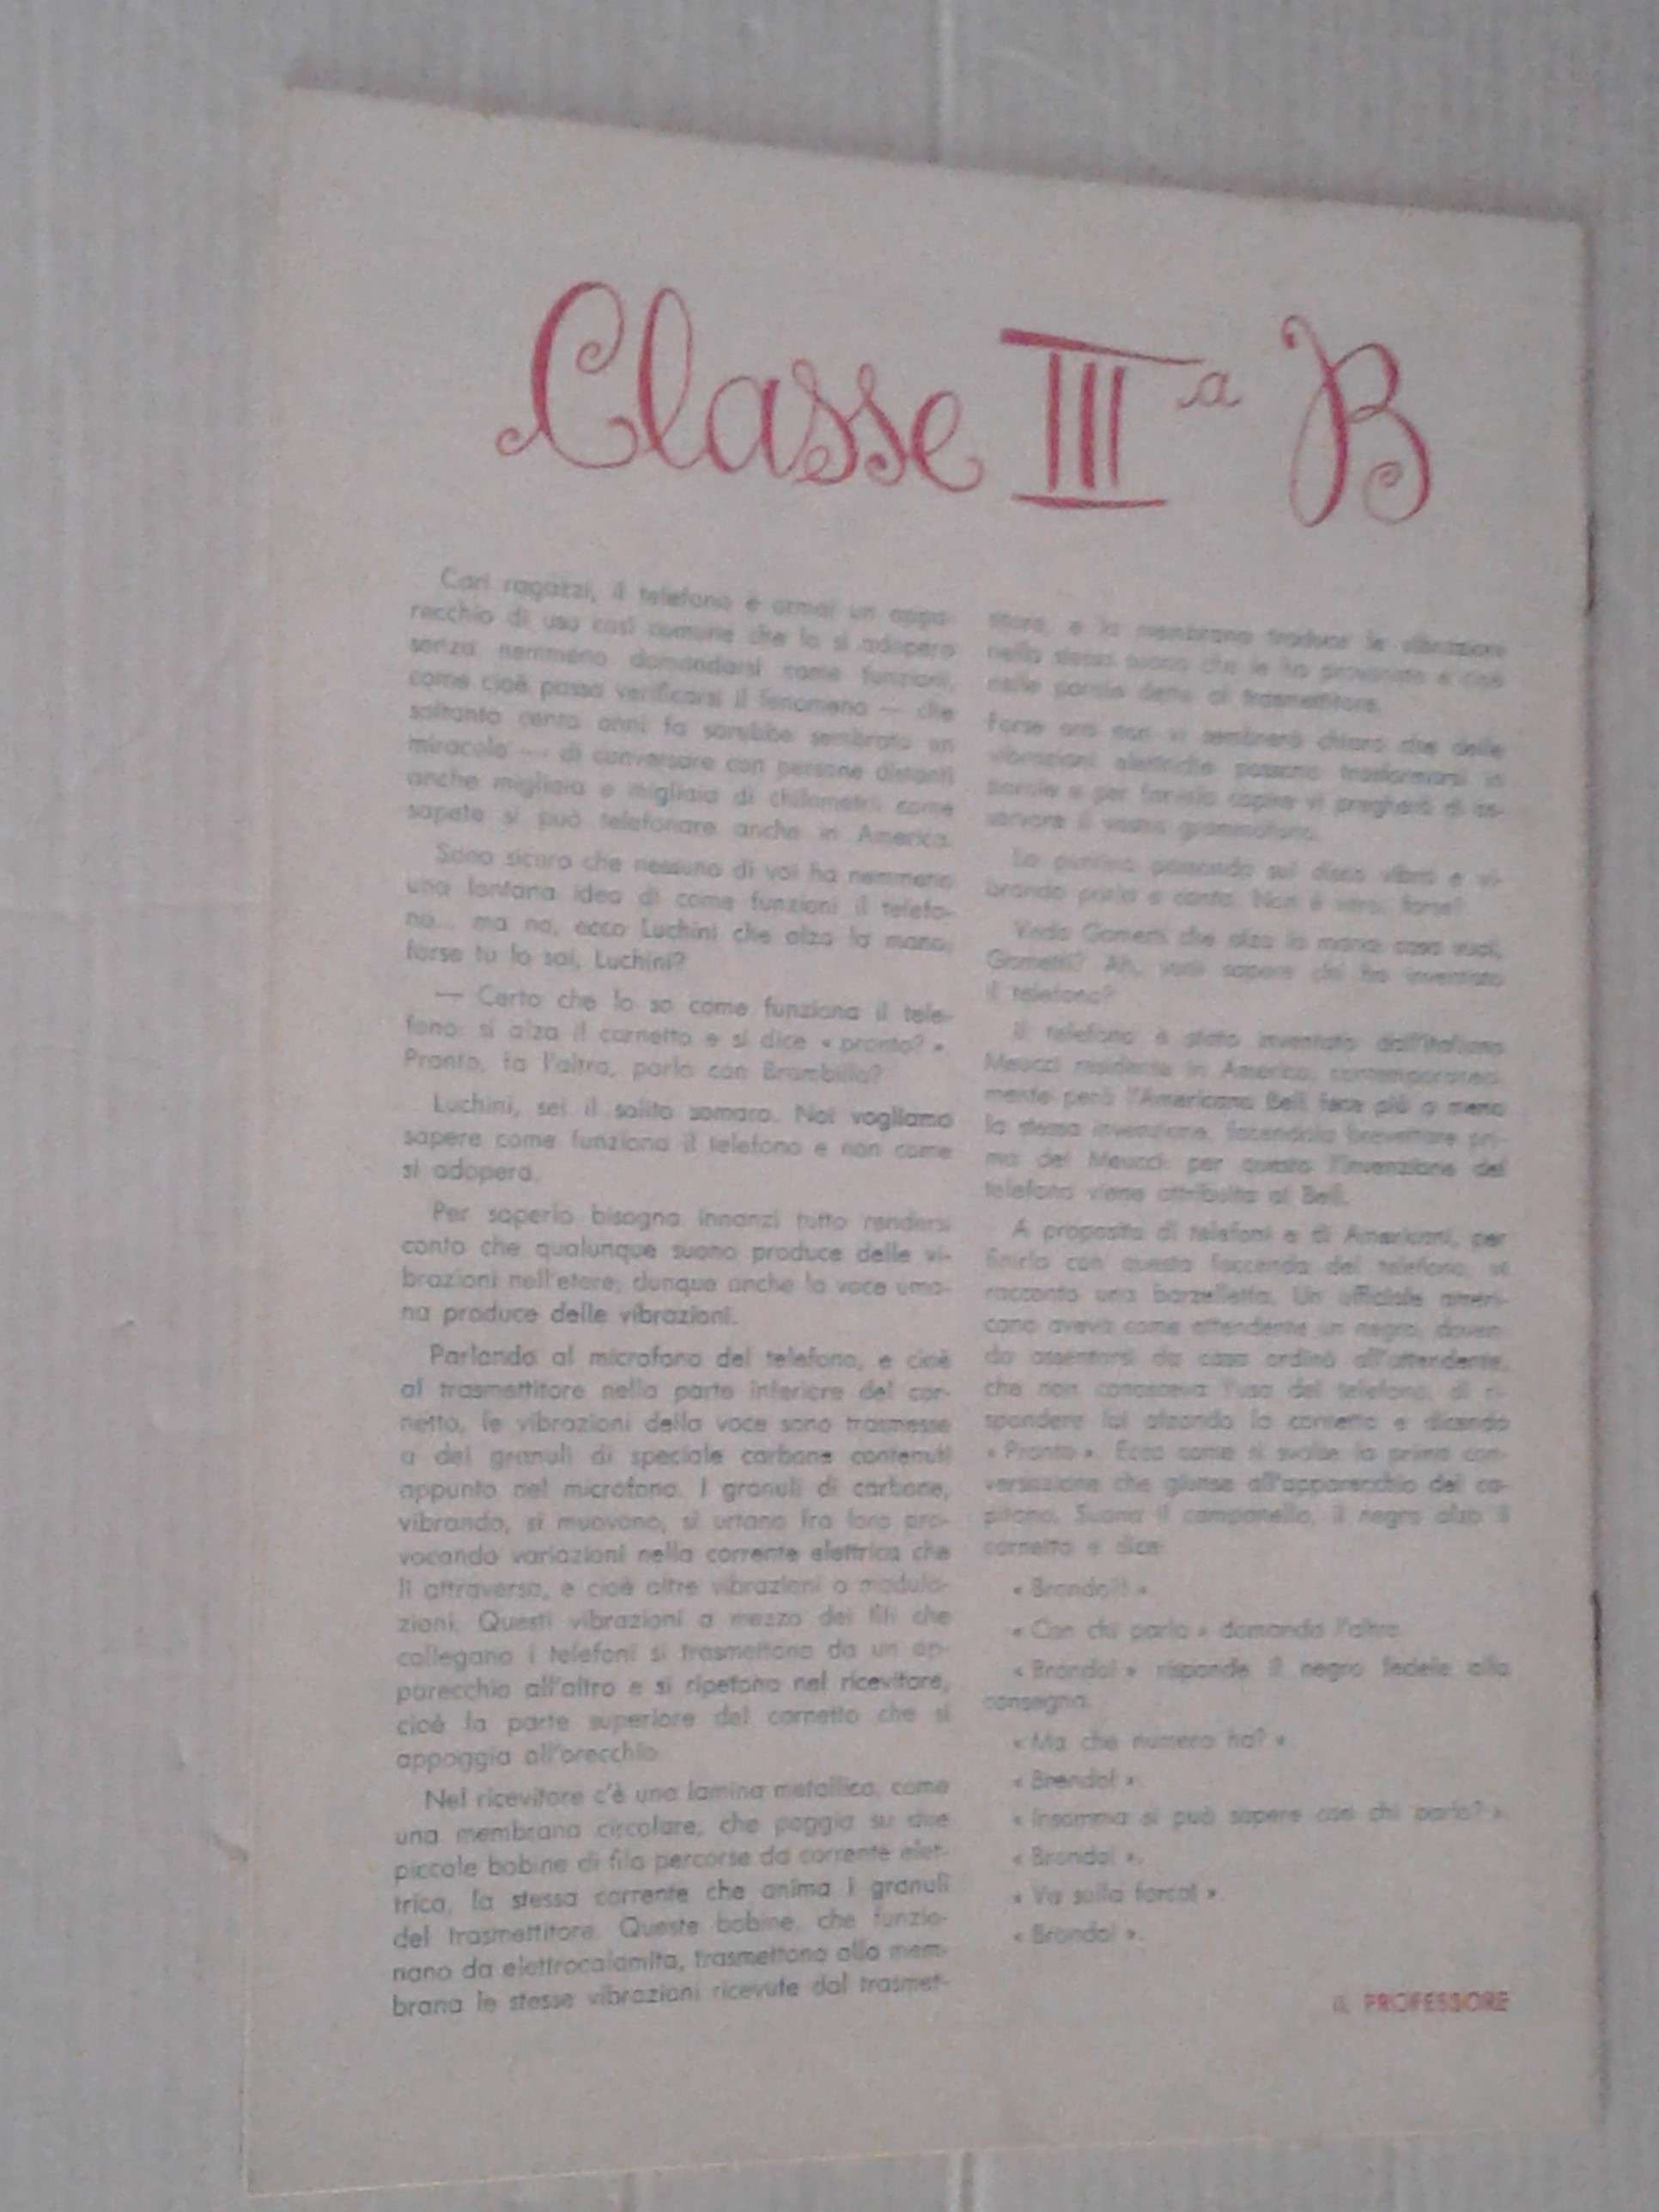 Classe IIIª B
Cari ragazzi, il telefono è ormai un appa-
recchio di uso così comune che lo si adopera
senza nemmeno domandarsi come funzioni,
come cioè possa verificarsi il fenomeno — che
soltanto cento anni fa sarebbe sembrato un
miracolo — di conversare con persone distanti
anche migliaia e migliaia di chilometri: come
sapete si può telefonare anche in America.
Sono sicuro che nessuno di voi ha nemmeno
una lontana idea di come funzioni il telefo-
no... ma no, ecco Luchini che alza la mano;
forse tu lo sai, Luchini?
— Certo che lo so come funziona il tele-
fono: si alza il cornetto e si dice « pronto? ».
Pronto, fa l'altro, parlo con Brambilla?
Luchini, sei il solito somaro. Noi vogliamo
sapere come funziona il telefono e non come
si adopera.
Per saperlo bisogna innanzi tutto rendersi
conto che qualunque suono produce delle vi-
brazioni nell'etere; dunque anche la voce uma-
na produce delle vibrazioni.
Parlando al microfono del telefono, e cioè
al trasmettitore nella parte inferiore del cor-
netto, le vibrazioni della voce sono trasmesse
a dei granuli di speciale carbone contenuti
appunto nel microfono. I granuli di carbone,
vibrando, si muovono, si urtano fra loro pro-
vocando variazioni nella corrente elettrica che
li attraversa, e cioè altre vibrazioni o modula-
zioni. Questi vibrazioni a mezzo dei fili che
collegano i telefoni si trasmettono da un ap-
parecchio all'altro e si ripetono nel ricevitore,
cioè la parte superiore del cornetto che si
appoggia all'orecchio.
Nel ricevitore c'è una lamina metallica, come
una membrana circolare, che poggia su due
piccole bobine di filo percorse da corrente elet-
trica, la stessa corrente che anima i granuli
del trasmettitore. Queste bobine, che funzio-
nano da elettrocalamita, trasmettono alla mem-
brana le stesse vibrazioni ricevute dal trasmet-
titore, e la membrana traduce le vibrazioni
nello stesso suono che le ha provocate e cioè
nelle parole dette al trasmettitore.
Forse ora non vi sembrerà chiaro che delle
vibrazioni elettriche possano trasformarsi in
parole e per farvelo capire vi pregherò di os-
servare il vostro grammofono.
La puntina passando sul disco vibra e vi-
brando parla e canta. Non è vero, forse?
Vedo Gametti che alza la mano: cosa vuoi,
Gametti? Ah, vuoi sapere chi ha inventato
il telefono?
Il telefono è stato inventato dall'italiano
Meucci residente in America; contemporanea-
mente però l'Americano Bell fece più o meno
la stessa invenzione, facendola brevettare pri-
ma del Meucci: per questo l'invenzione del
telefono viene attribuita al Bell.
A proposito di telefoni e di Americani, per
finirla con questa faccenda del telefono, vi
racconto una barzelletta. Un ufficiale ameri-
cano aveva come attendente un negro; doven-
do assentarsi da casa ordinò all'attendente,
che non conosceva l'uso del telefono, di ri-
spondere lui alzando la cornetta e dicendo
« Pronto ». Ecco come si svolse la prima con-
versazione che giunse all'apparecchio del ca-
pitano. Suona il campanello, il negro alza il
cornetto e dice:
« Brondo?! »
« Con chi parlo » domanda l'altro.
« Brondo! » risponde il negro fedele alla
consegna.
« Ma che numero ha? ».
« Brondo! ».
« Insomma si può sapere con chi parlo? ».
« Brondo! ».
« Va sulla forca! ».
« Brondo! ».
IL PROFESSORE